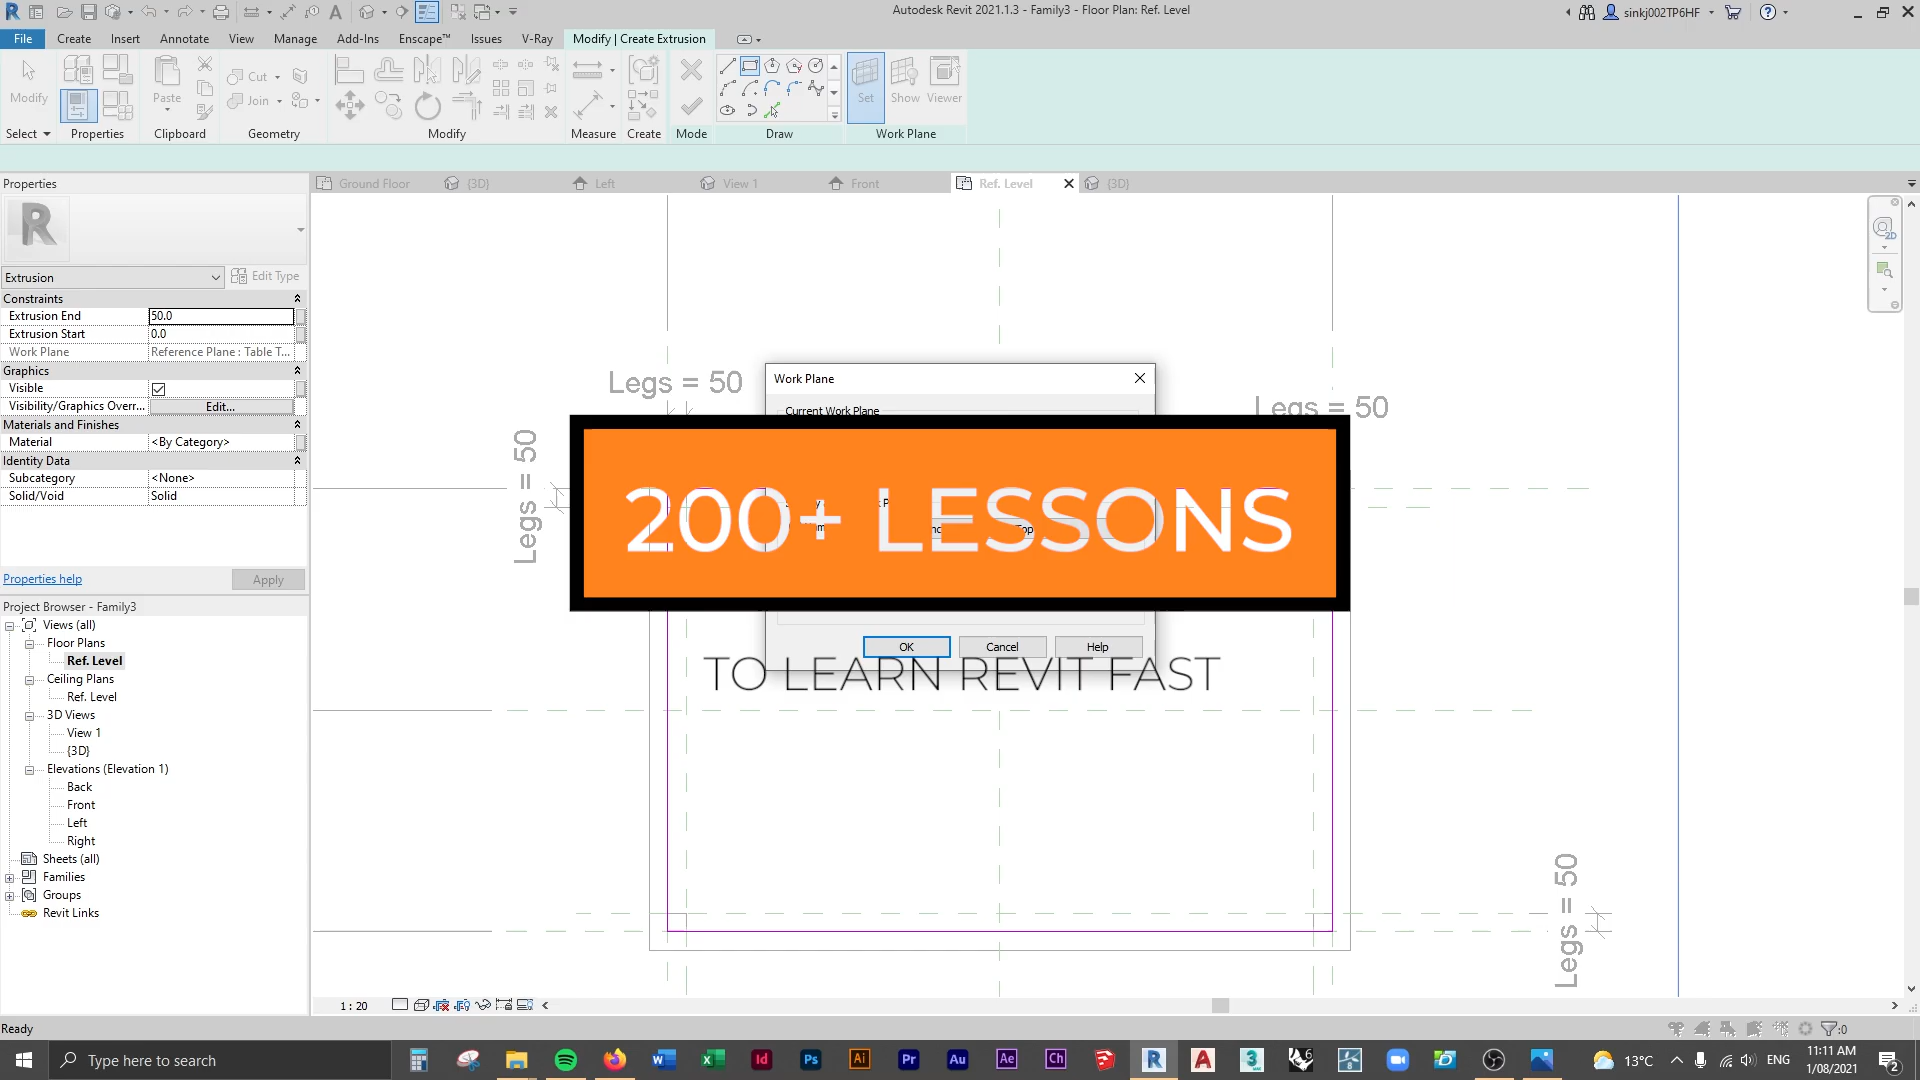 Autodesk Revit 2021.1.3 - Family3 - Floor Plan: Ref. Level
sinkj002TP6HF
File Create Insert Annotate View Manage Add-Ins Enscape™ Issues V-Ray Modify | Create Extrusion
Modify Paste Cut Join Set Show Viewer
Select Properties Clipboard Geometry Modify Measure Create Mode Draw Work Plane
Properties
Ground Floor {3D} Left View 1 Front Ref. Level {3D}
Extrusion Edit Type
Constraints
Extrusion End 50.0
Extrusion Start 0.0
Work Plane Reference Plane : Table T...
Graphics
Visible
Visibility/Graphics Overr... Edit...
Materials and Finishes
Material <By Category>
Identity Data
Subcategory <None>
Solid/Void Solid
Properties help Apply
Project Browser - Family3
Views (all)
Floor Plans
Ref. Level
Ceiling Plans
Ref. Level
3D Views
View 1
{3D}
Elevations (Elevation 1)
Back
Front
Left
Right
Sheets (all)
Families
Groups
Revit Links
Legs = 50
Legs = 50
Legs = 50
Legs = 50
Work Plane
Current Work Plane
200+ LESSONS
OK Cancel Help
TO LEARN REVIT FAST
1 : 20
Ready
:0
Type here to search
13°C ENG 11:11 AM
1/08/2021
2